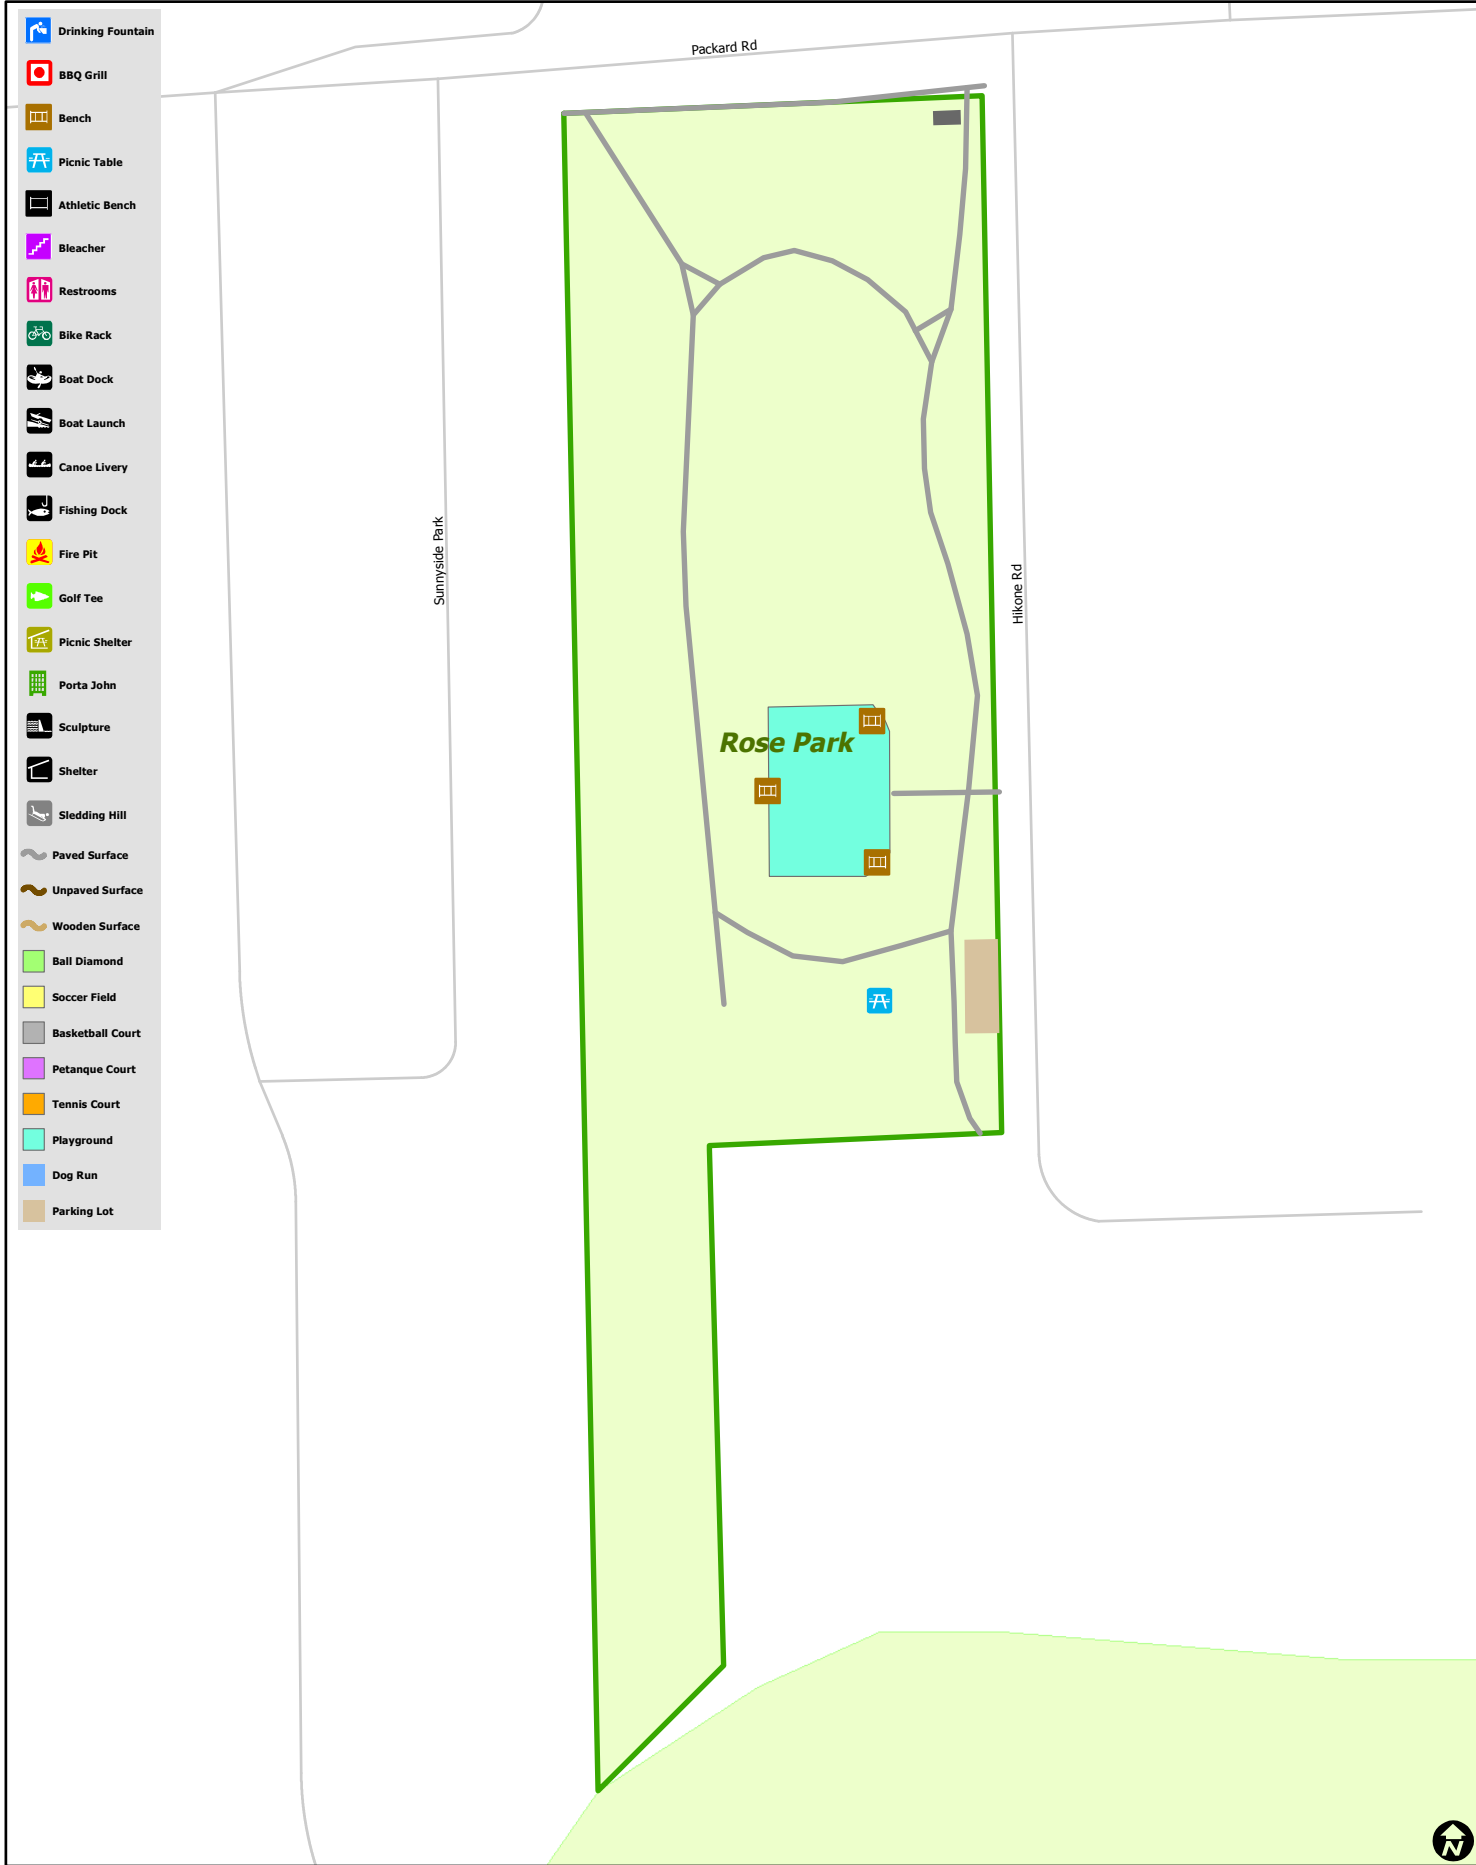 Drinking Fountain
BBQ Grill
Bench
Picnic Table
Athletic Bench
Bleacher
Restrooms
Bike Rack
Boat Dock
Boat Launch
Canoe Livery
Fishing Dock
Fire Pit
Golf Tee
Picnic Shelter
Porta John
Sculpture
Shelter
Sledding Hill
Paved Surface
Unpaved Surface
Wooden Surface
Ball Diamond
Soccer Field
Basketball Court
Petanque Court
Tennis Court
Playground
Dog Run
Parking Lot
Packard Rd
Sunnyside Park
Hikone Rd
Rose Park
N